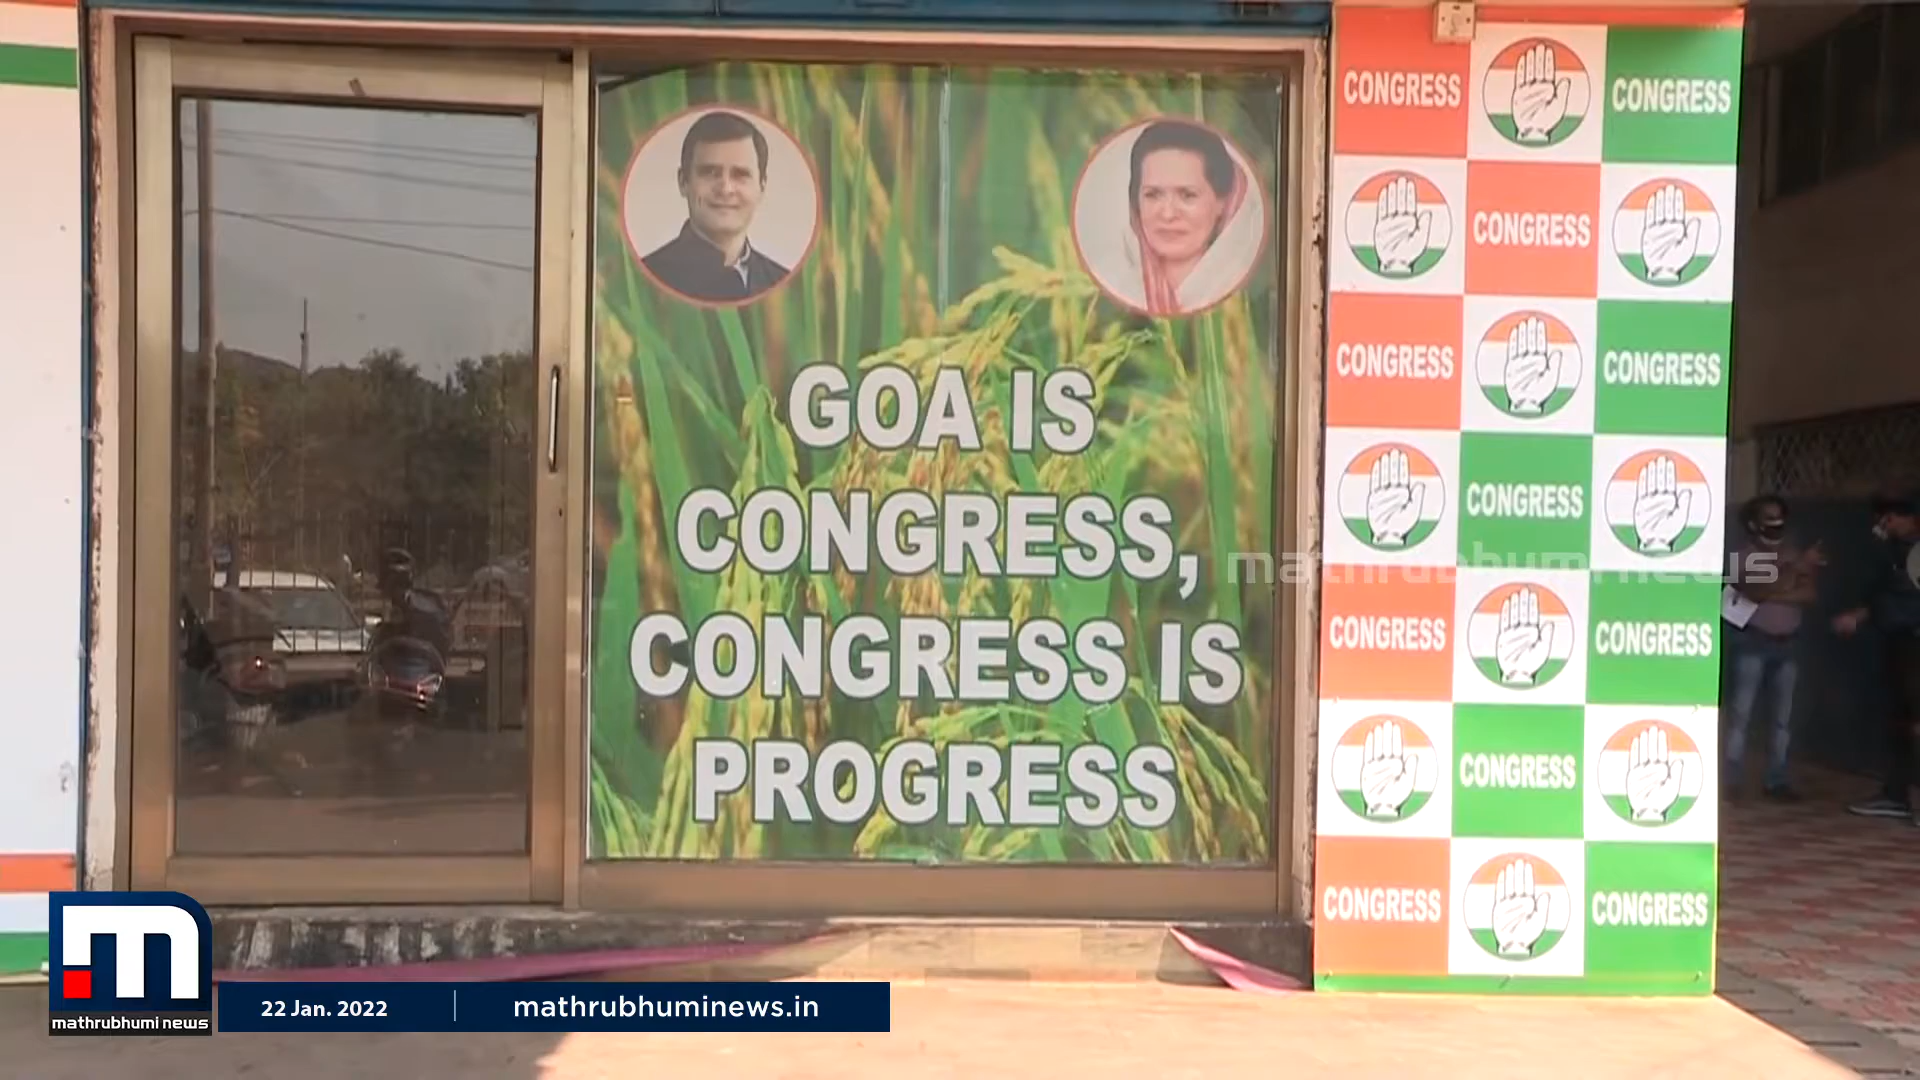 GOA IS
CONGRESS,
CONGRESS IS
PROGRESS
CONGRESS
CONGRESS
CONGRESS
CONGRESS
CONGRESS
CONGRESS
CONGRESS
CONGRESS
CONGRESS
CONGRESS
CONGRESS
mathrubhumi news
mathrubhumi news
22 Jan. 2022
mathrubhuminews.in